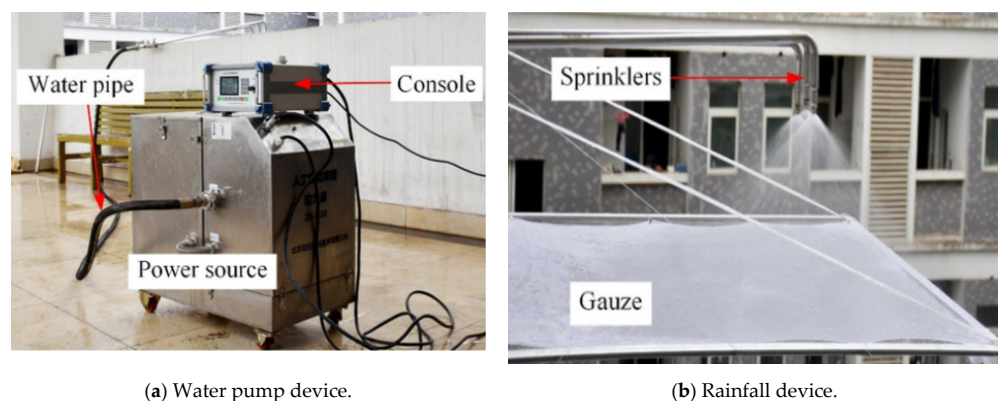 Water pipe
Console
Power source
Sprinklers
Gauze
(a) Water pump device.
(b) Rainfall device.